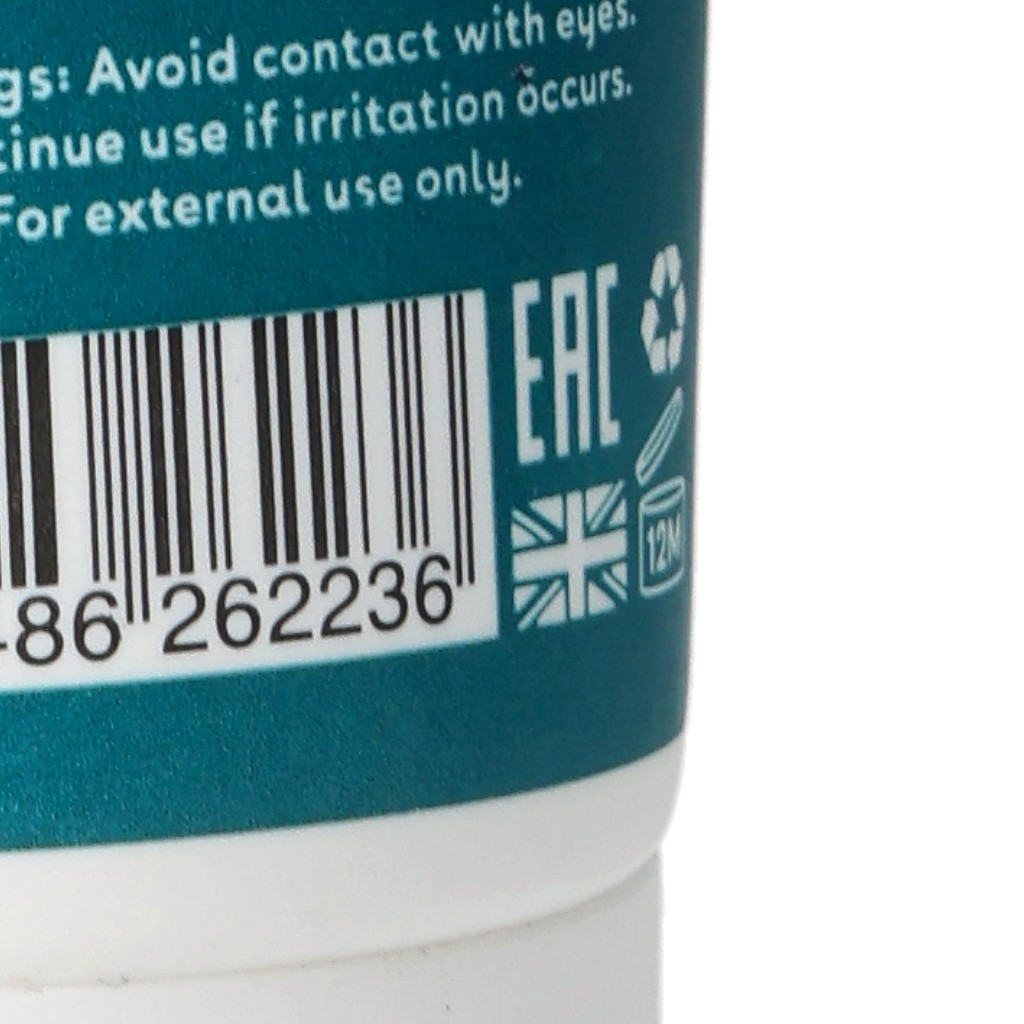 gs: Avoid contact with eyes.
tinue use if irritation occurs.
For external use only.
EAC
12M
86 262236